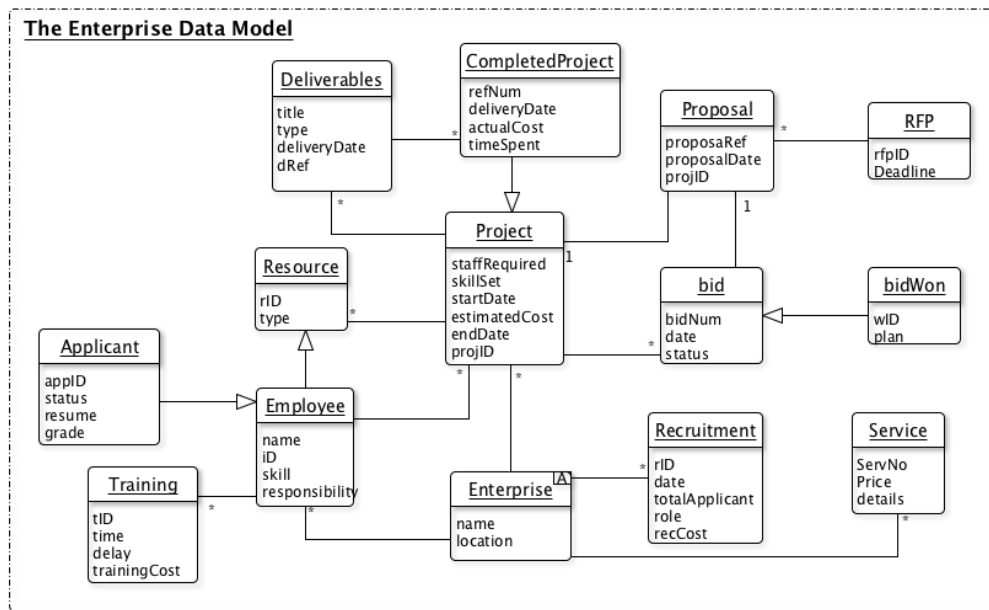 The Enterprise Data Model
CompletedProject
refNum
deliveryDate
actualCost
timeSpent
Deliverables
title
type
deliveryDate
dRef
*
*
Proposal
proposaRef
proposalDate
projID
*
1
RFP
rfpID
Deadline
Project
staffRequired
skillSet
startDate
estimatedCost
endDate
projID
1
*
*
Resource
rID
type
*
bid
bidNum
date
status
*
bidWon
wID
plan
Applicant
appID
status
resume
grade
Employee
name
iD
skill
responsibility
*
Training
tID
time
delay
trainingCost
*
Enterprise
A
name
location
Recruitment
rID
date
totalApplicant
role
recCost
*
Service
ServNo
Price
details
*